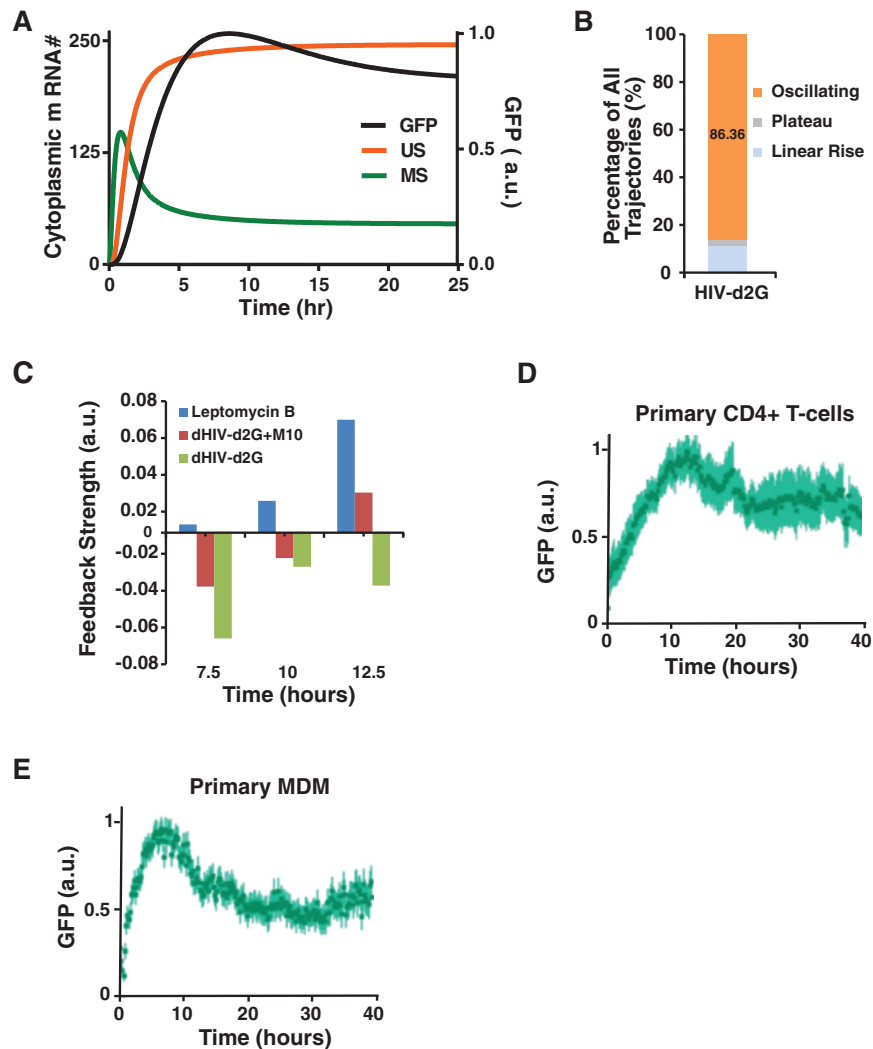 A
Cytoplasmic m RNA#
250
125
0
1.0
0.5
0.0
GFP ( a.u.)
GFP
US
MS
0 5 10 15 20 25
Time (hr)
B
Percentage of All
Trajectories (%)
100
80
60
40
20
0
86.36
Oscillating
Plateau
Linear Rise
HIV-d2G
C
Feedback Strength (a.u.)
0.08
0.06
0.04
0.02
0
-0.02
-0.04
-0.06
-0.08
Leptomycin B
dHIV-d2G+M10
dHIV-d2G
7.5 10 12.5
Time (hours)
D
Primary CD4+ T-cells
GFP (a.u.)
1
0.5
0
0 10 20 30 40
Time (hours)
E
Primary MDM
GFP (a.u.)
1
0.5
0
0 10 20 30 40
Time (hours)